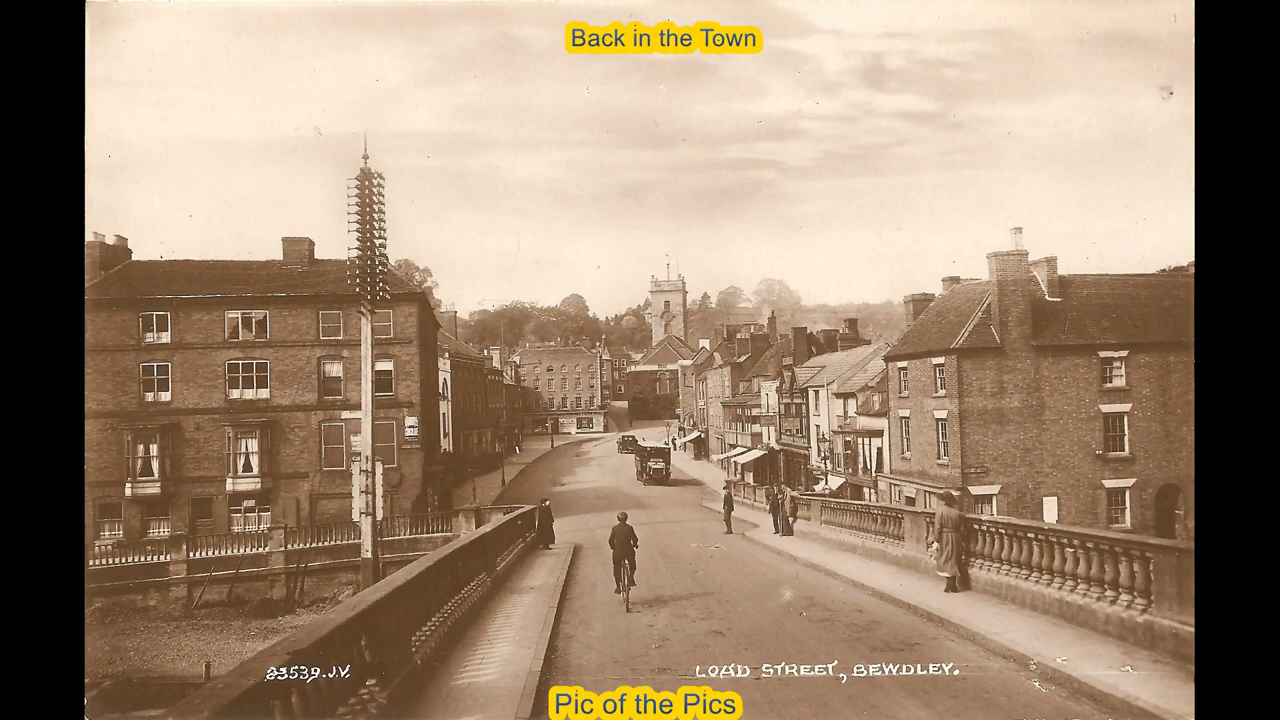 Back in the Town
83539.J.V.
LOAD STREET, BEWDLEY.
Pic of the Pics